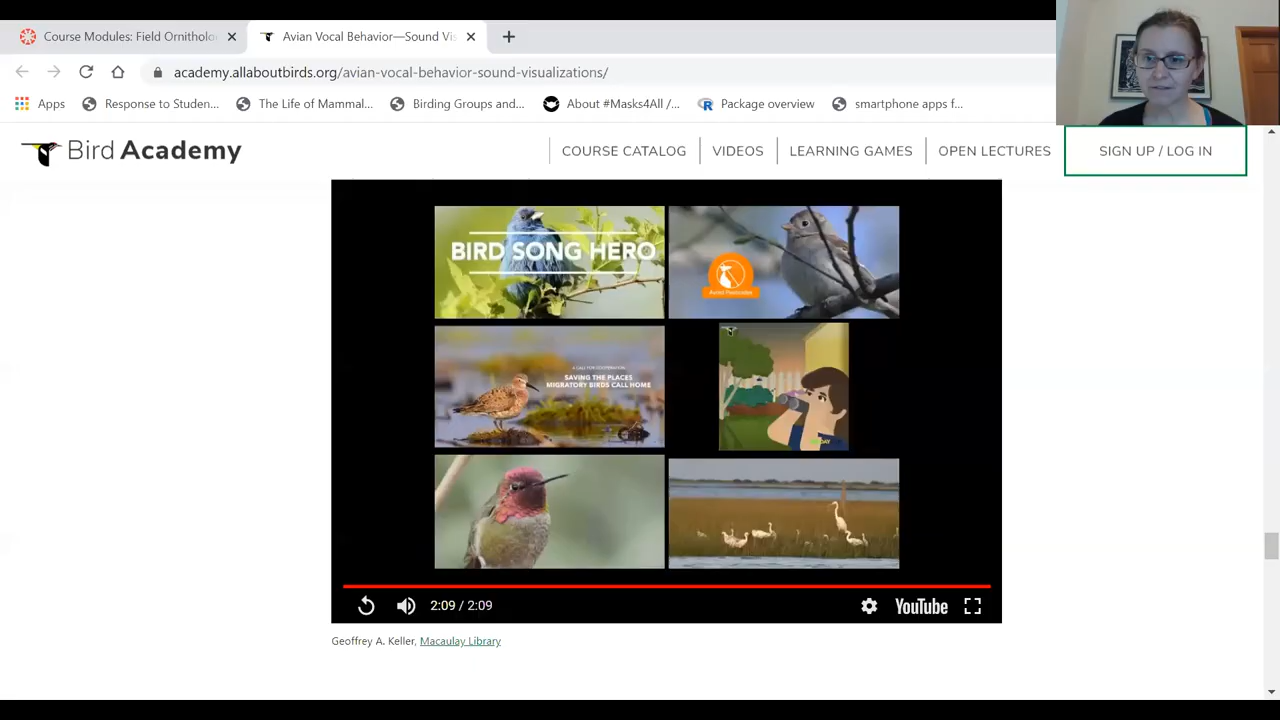 Course Modules: Field Ornitholo
Avian Vocal Behavior—Sound Vis
academy.allaboutbirds.org/avian-vocal-behavior-sound-visualizations/
Apps
Response to Studen...
The Life of Mammal...
Birding Groups and...
About #Masks4All /...
Package overview
smartphone apps f...
Bird Academy
COURSE CATALOG
VIDEOS
LEARNING GAMES
OPEN LECTURES
SIGN UP / LOG IN
BIRD SONG HERO
A CALL FOR COOPERATION
SAVING THE PLACES
MIGRATORY BIRDS CALL HOME
2:09 / 2:09
YouTube
Geoffrey A. Keller, Macaulay Library